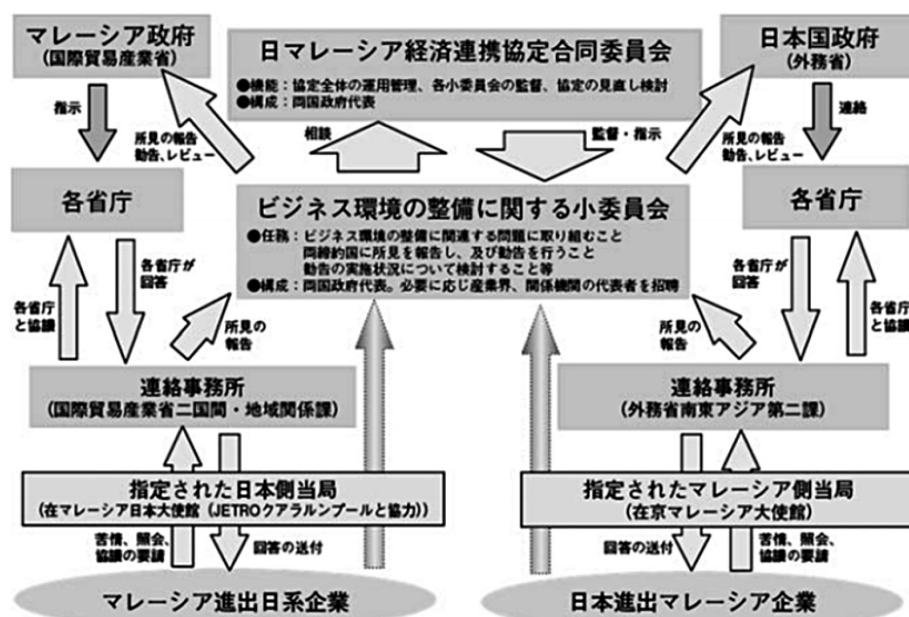 マレーシア政府
(国際貿易産業省)
日マレーシア経済連携協定合同委員会
●機能：協定全体の運用管理、各小委員会の監督、協定の見直し検討
●構成：両国政府代表
日本国政府
(外務省)
指示
所見の報告
勧告、レビュー
相談
監督・指示
所見の報告
勧告、レビュー
連絡
各省庁
ビジネス環境の整備に関する小委員会
●任務：ビジネス環境の整備に関連する問題に取り組むこと
両締約国に所見を報告し、及び勧告を行うこと
勧告の実施状況について検討すること等
●構成：両国政府代表。必要に応じ産業界、関係機関の代表者を招聘
各省庁
各省庁
と協議
各省庁が
回答
所見の
報告
所見の
報告
各省庁が
回答
各省庁
と協議
連絡事務所
(国際貿易産業省二国間・地域関係課)
連絡事務所
(外務省南東アジア第二課)
指定された日本側当局
(在マレーシア日本大使館（JETROクアラルンプールと協力）)
指定されたマレーシア側当局
(在京マレーシア大使館)
苦情、照会、
協議の要請
回答の送付
回答の送付
苦情、照会、
協議の要請
マレーシア進出日系企業
日本進出マレーシア企業